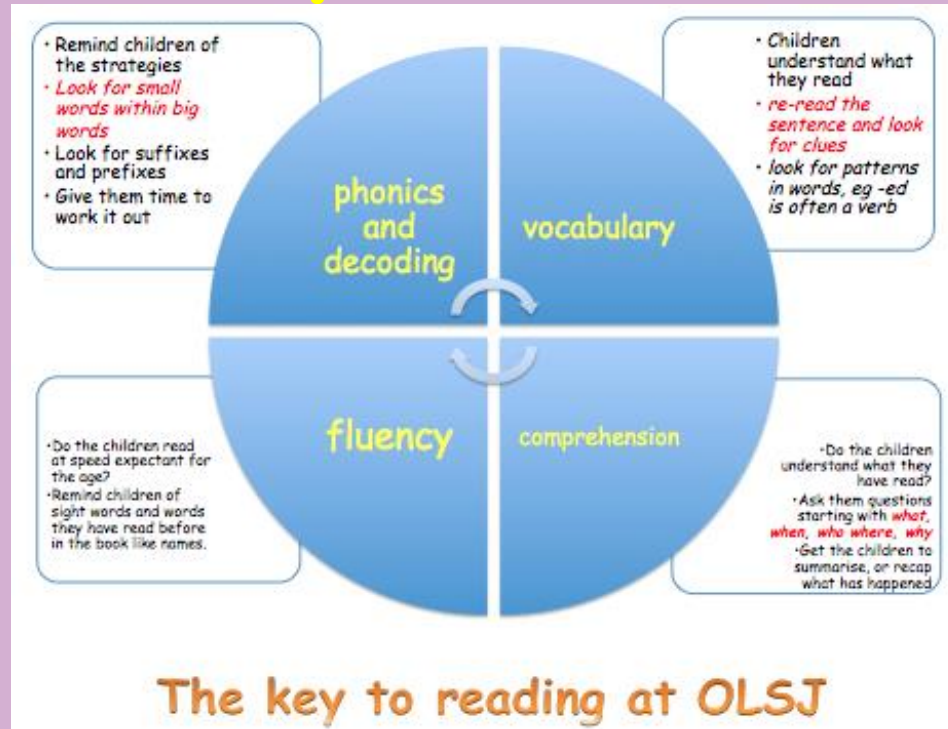 • Remind children of
the strategies
• Look for small
words within big
words
• Look for suffixes
and prefixes
• Give them time to
work it out
• Children
understand what
they read
• re-read the
sentence and look
for clues
• look for patterns
in words, eg -ed
is often a verb
phonics
and
decoding
vocabulary
fluency
comprehension
•Do the children read
at speed expectant for
the age?
•Remind children of
sight words and words
they have read before
in the book like names.
•Do the children
understand what they
have read?
•Ask them questions
starting with what,
when, who where, why
•Get the children to
summarise, or recap
what has happened
The key to reading at OLSJ